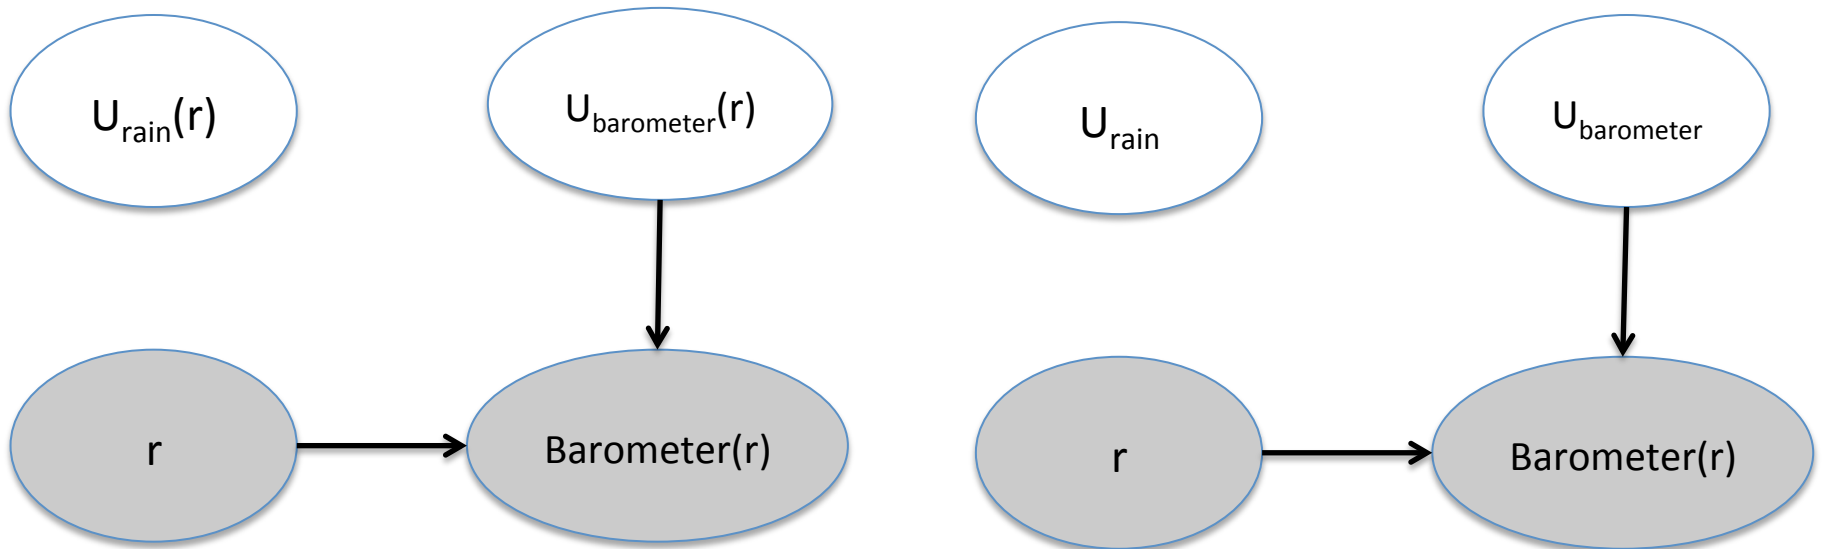 U_rain(r)
U_barometer(r)
r
Barometer(r)
U_rain
U_barometer
r
Barometer(r)